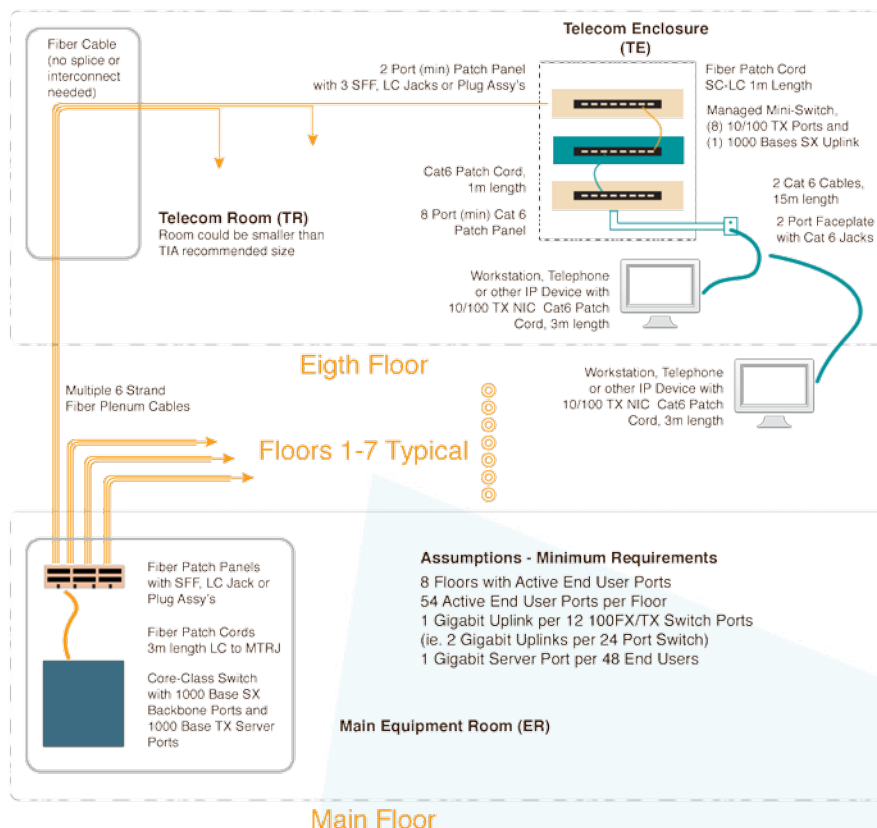 Fiber Cable
(no splice or
interconnect
needed)
2 Port (min) Patch Panel
with 3 SFF, LC Jacks or Plug Assy's
Telecom Enclosure
(TE)
Fiber Patch Cord
SC-LC 1m Length
Managed Mini-Switch,
(8) 10/100 TX Ports and
(1) 1000 Bases SX Uplink
Cat6 Patch Cord,
1m length
8 Port (min) Cat 6
Patch Panel
2 Cat 6 Cables,
15m length
2 Port Faceplate
with Cat 6 Jacks
Telecom Room (TR)
Room could be smaller than
TIA recommended size
Workstation, Telephone
or other IP Device with
10/100 TX NIC Cat6 Patch
Cord, 3m length
Eigth Floor
Workstation, Telephone
or other IP Device with
10/100 TX NIC Cat6 Patch
Cord, 3m length
Multiple 6 Strand
Fiber Plenum Cables
Floors 1-7 Typical
Fiber Patch Panels
with SFF, LC Jack or
Plug Assy's
Fiber Patch Cords
3m length LC to MTRJ
Core-Class Switch
with 1000 Base SX
Backbone Ports and
1000 Base TX Server
Ports
Assumptions - Minimum Requirements
8 Floors with Active End User Ports
54 Active End User Ports per Floor
1 Gigabit Uplink per 12 100FX/TX Switch Ports
(ie. 2 Gigabit Uplinks per 24 Port Switch)
1 Gigabit Server Port per 48 End Users
Main Equipment Room (ER)
Main Floor